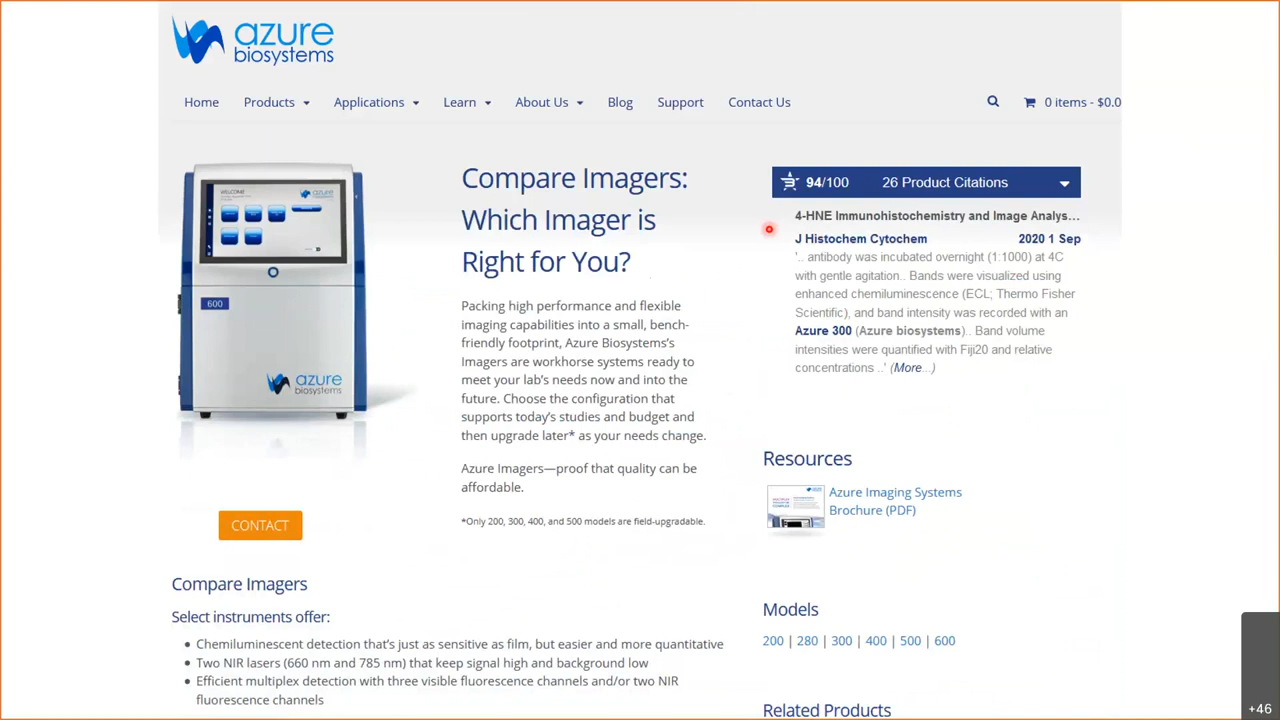 azure
biosystems
Home Products Applications Learn About Us Blog Support Contact Us 0 items - $0.0
WELCOME
azure
biosystems
600
azure
biosystems
CONTACT
Compare Imagers:
Which Imager is
Right for You?
Packing high performance and flexible
imaging capabilities into a small, bench-
friendly footprint, Azure Biosystems's
Imagers are workhorse systems ready to
meet your lab's needs now and into the
future. Choose the configuration that
supports today's studies and budget and
then upgrade later* as your needs change.
Azure Imagers—proof that quality can be
affordable.
*Only 200, 300, 400, and 500 models are field-upgradable.
94/100 26 Product Citations
4-HNE Immunohistochemistry and Image Analys...
J Histochem Cytochem 2020 1 Sep
'.. antibody was incubated overnight (1:1000) at 4C
with gentle agitation.. Bands were visualized using
enhanced chemiluminescence (ECL; Thermo Fisher
Scientific), and band intensity was recorded with an
Azure 300 (Azure biosystems).. Band volume
intensities were quantified with Fiji20 and relative
concentrations ..' (More...)
Resources
Azure Imaging Systems
Brochure (PDF)
Models
200 | 280 | 300 | 400 | 500 | 600
Related Products
Compare Imagers
Select instruments offer:
Chemiluminescent detection that's just as sensitive as film, but easier and more quantitative
Two NIR lasers (660 nm and 785 nm) that keep signal high and background low
Efficient multiplex detection with three visible fluorescence channels and/or two NIR
fluorescence channels
+46